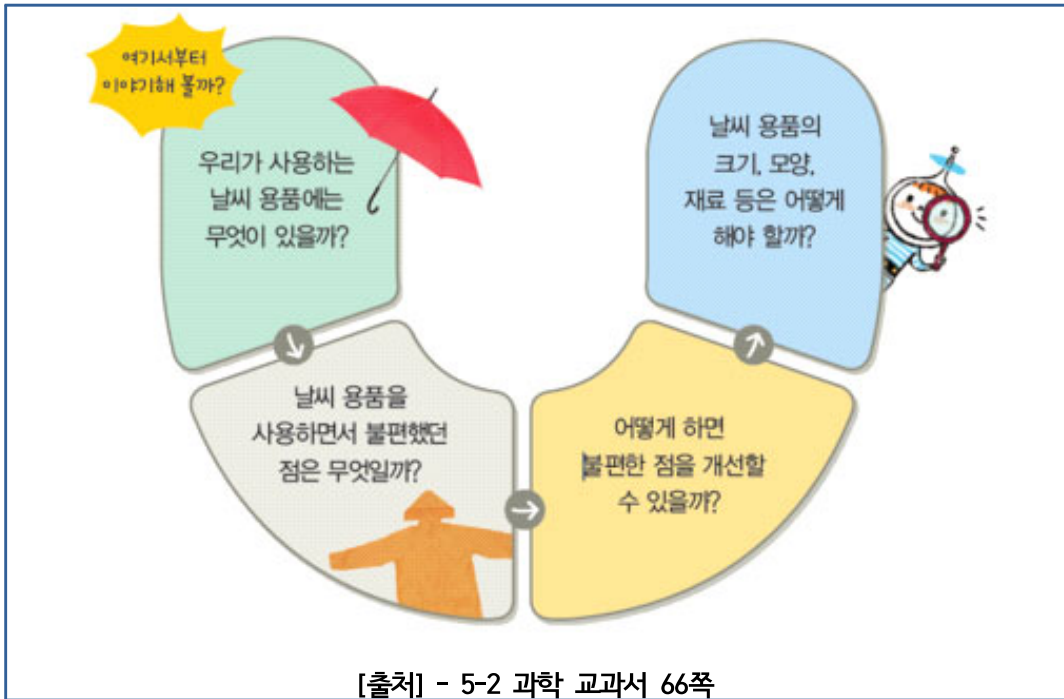 여기서부터
이야기해 볼까?
우리가 사용하는
날씨 용품에는
무엇이 있을까?
날씨 용품을
사용하면서 불편했던
점은 무엇일까?
어떻게 하면
불편한 점을 개선할
수 있을까?
날씨 용품의
크기, 모양,
재료 등은 어떻게
해야 할까?
[출처] - 5-2 과학 교과서 66쪽